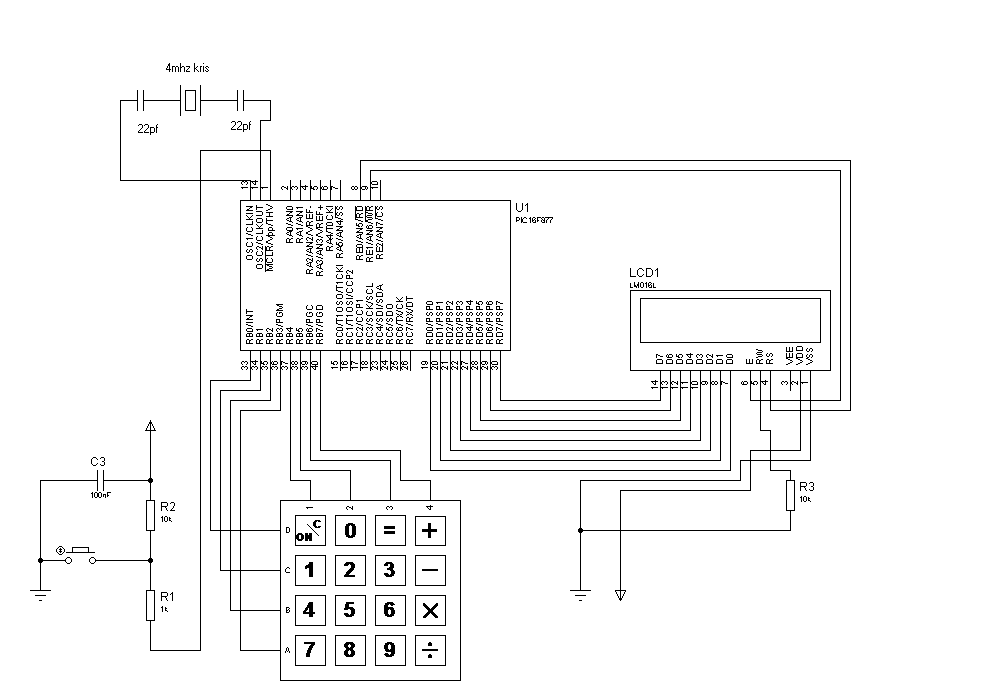 4mhz kris
22pf
22pf
13
14
1
2
3
4
5
6
7
8
9
10
OSC1/CLKIN
OSC2/CLKOUT
MCLR/Vpp/THV
RA0/AN0
RA1/AN1
RA2/AN2/VREF-
RA3/AN3/VREF+
RA4/T0CKI
RA5/AN4/SS
RE0/AN5/RD
RE1/AN6/WR
RE2/AN7/CS
U1
PIC16F877
RB0/INT
RB1
RB2
RB3/PGM
RB4
RB5
RB6/PGC
RB7/PGD
RC0/T1OSO/T1CKI
RC1/T1OSI/CCP2
RC2/CCP1
RC3/SCK/SCL
RC4/SDI/SDA
RC5/SDO
RC6/TX/CK
RC7/RX/DT
RD0/PSP0
RD1/PSP1
RD2/PSP2
RD3/PSP3
RD4/PSP4
RD5/PSP5
RD6/PSP6
RD7/PSP7
33
34
35
36
37
38
39
40
15
16
17
18
23
24
25
26
19
20
21
22
27
28
29
30
LCD1
LM016L
D7
D6
D5
D4
D3
D2
D1
D0
E
RW
RS
VEE
VDD
VSS
14
13
12
11
10
9
8
7
6
5
4
3
2
1
C3
100nF
R2
10k
R1
1k
R3
10k
1
2
3
4
D
ON/C
0
=
+
C
1
2
3
−
B
4
5
6
×
A
7
8
9
÷